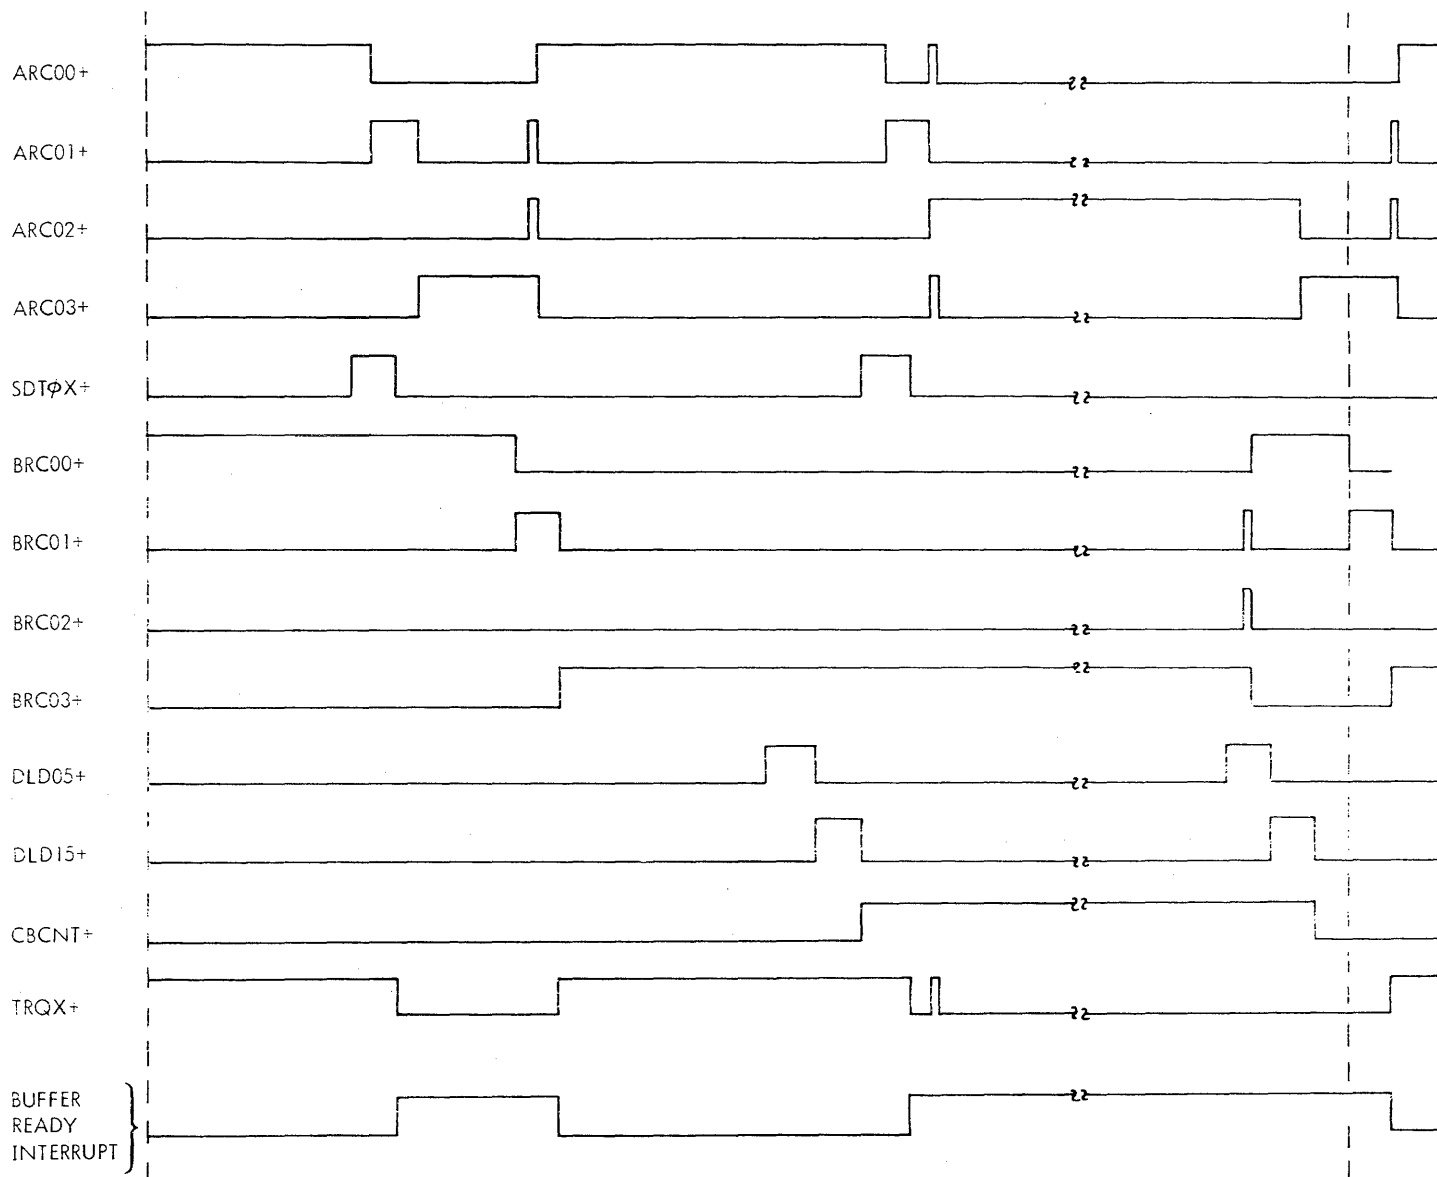 ARC00+
ARC01+
ARC02+
ARC03+
SDTϕX+
BRC00+
BRC01+
BRC02+
BRC03+
DLD05+
DLD15+
CBCNT+
TRQX+
BUFFER
READY
INTERRUPT